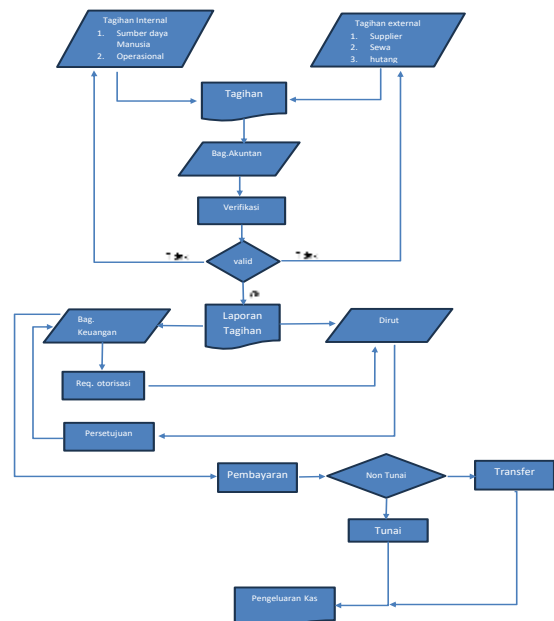 Tagihan Internal
1. Sumber daya
Manusia
2. Operasional
Tagihan external
1. Supplier
2. Sewa
3. hutang
Tagihan
Bag.Akuntan
Verifikasi
valid
Bag.
Keuangan
Laporan
Tagihan
Dirut
Req. otorisasi
Persetujuan
Pembayaran
Non Tunai
Transfer
Tunai
Pengeluaran Kas